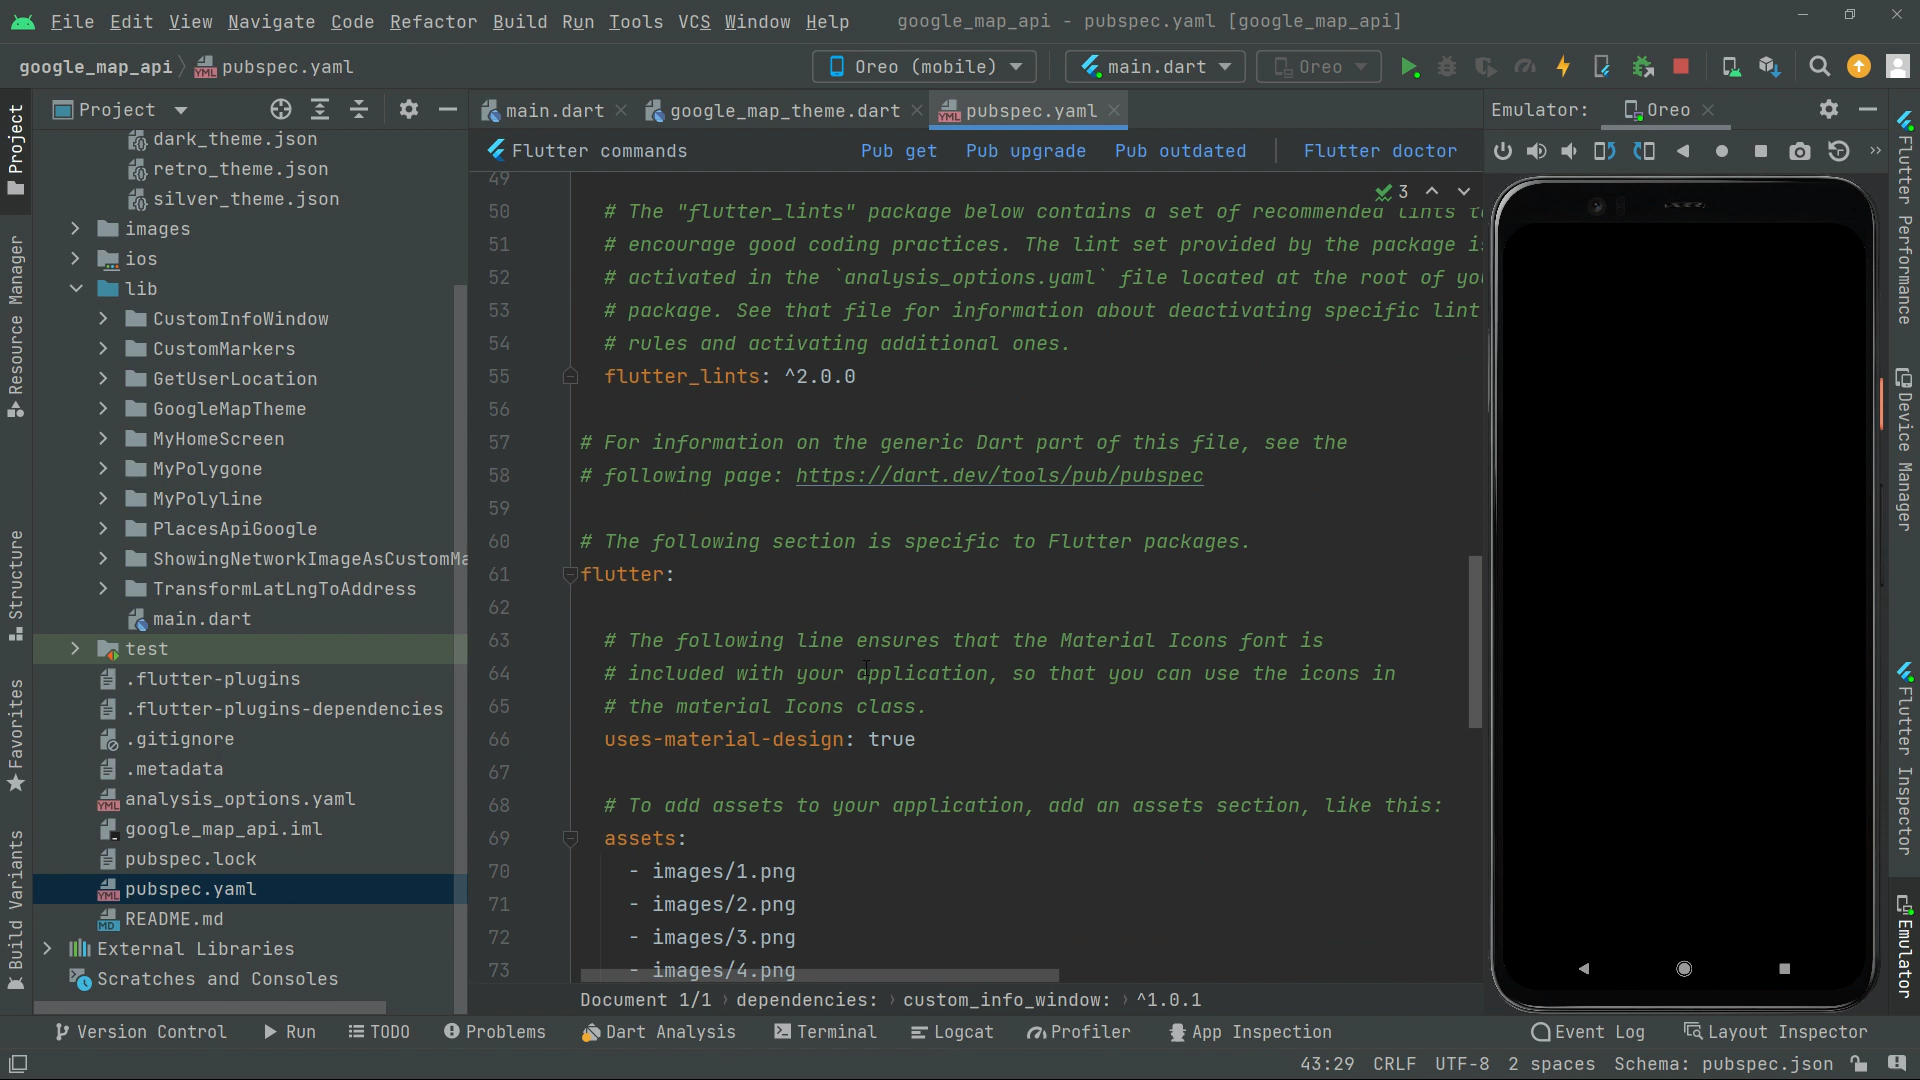 File Edit View Navigate Code Refactor Build Run Tools VCS Window Help google_map_api - pubspec.yaml [google_map_api]
google_map_api pubspec.yaml Oreo (mobile) main.dart Oreo
Project main.dart google_map_theme.dart pubspec.yaml Emulator: Oreo
Flutter commands Pub get Pub upgrade Pub outdated Flutter doctor
Project
Resource Manager
Structure
Favorites
Build Variants
dark_theme.json
retro_theme.json
silver_theme.json
images
ios
lib
CustomInfoWindow
CustomMarkers
GetUserLocation
GoogleMapTheme
MyHomeScreen
MyPolygone
MyPolyline
PlacesApiGoogle
ShowingNetworkImageAsCustomMa
TransformLatLngToAddress
main.dart
test
.flutter-plugins
.flutter-plugins-dependencies
.gitignore
.metadata
analysis_options.yaml
google_map_api.iml
pubspec.lock
pubspec.yaml
README.md
External Libraries
Scratches and Consoles
3
49
50 # The "flutter_lints" package below contains a set of recommended lints t
51 # encourage good coding practices. The lint set provided by the package i
52 # activated in the `analysis_options.yaml` file located at the root of yo
53 # package. See that file for information about deactivating specific lint
54 # rules and activating additional ones.
55 flutter_lints: ^2.0.0
56
57 # For information on the generic Dart part of this file, see the
58 # following page: https://dart.dev/tools/pub/pubspec
59
60 # The following section is specific to Flutter packages.
61 flutter:
62
63 # The following line ensures that the Material Icons font is
64 # included with your application, so that you can use the icons in
65 # the material Icons class.
66 uses-material-design: true
67
68 # To add assets to your application, add an assets section, like this:
69 assets:
70 - images/1.png
71 - images/2.png
72 - images/3.png
73 - images/4.png
Document 1/1 dependencies: custom_info_window: ^1.0.1
Flutter Performance
Device Manager
Flutter Inspector
Emulator
Version Control Run TODO Problems Dart Analysis Terminal Logcat Profiler App Inspection Event Log Layout Inspector
43:29 CRLF UTF-8 2 spaces Schema: pubspec.json